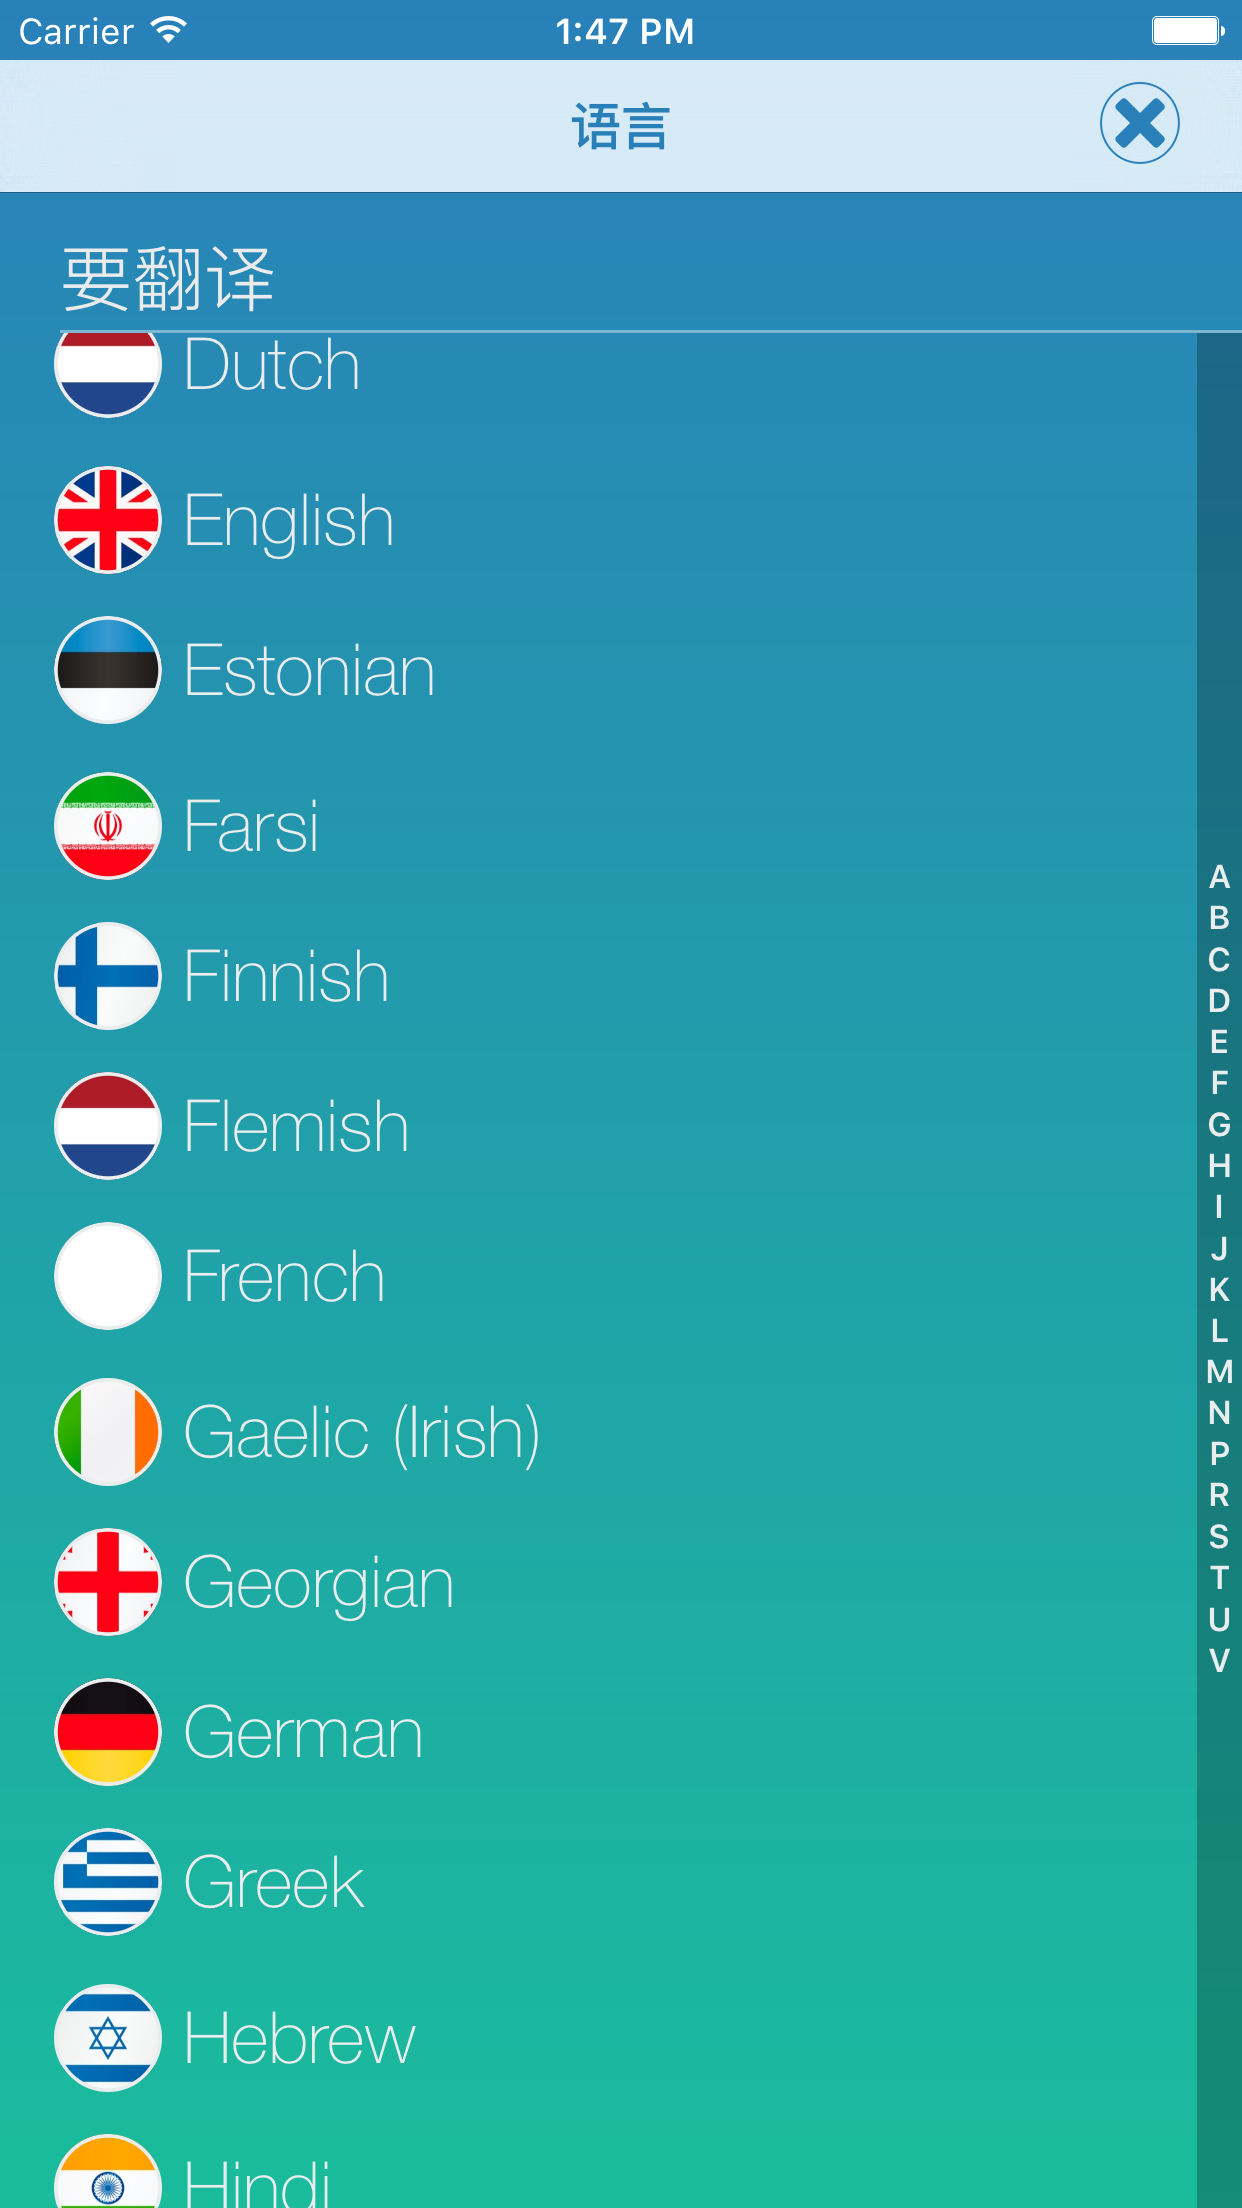 Carrier 1:47 PM
语言
要翻译
Dutch
English
Estonian
Farsi
Finnish
Flemish
French
Gaelic (Irish)
Georgian
German
Greek
Hebrew
Hindi
A
B
C
D
E
F
G
H
I
J
K
L
M
N
P
R
S
T
U
V